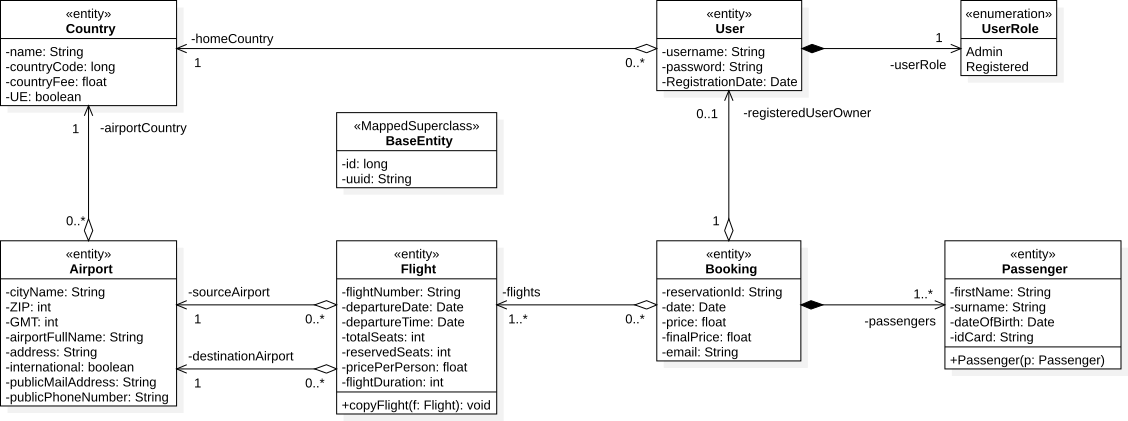 «entity»
Country
-name: String
-countryCode: long
-countryFee: float
-UE: boolean
-homeCountry
1
0..*
«entity»
User
-username: String
-password: String
-RegistrationDate: Date
1
-userRole
«enumeration»
UserRole
Admin
Registered
1
-airportCountry
0..*
«MappedSuperclass»
BaseEntity
-id: long
-uuid: String
0..1
-registeredUserOwner
1
«entity»
Airport
-cityName: String
-ZIP: int
-GMT: int
-airportFullName: String
-address: String
-international: boolean
-publicMailAddress: String
-publicPhoneNumber: String
-sourceAirport
1
0..*
-destinationAirport
1
0..*
«entity»
Flight
-flightNumber: String
-departureDate: Date
-departureTime: Date
-totalSeats: int
-reservedSeats: int
-pricePerPerson: float
-flightDuration: int
+copyFlight(f: Flight): void
-flights
1..*
0..*
«entity»
Booking
-reservationId: String
-date: Date
-price: float
-finalPrice: float
-email: String
1..*
-passengers
«entity»
Passenger
-firstName: String
-surname: String
-dateOfBirth: Date
-idCard: String
+Passenger(p: Passenger)